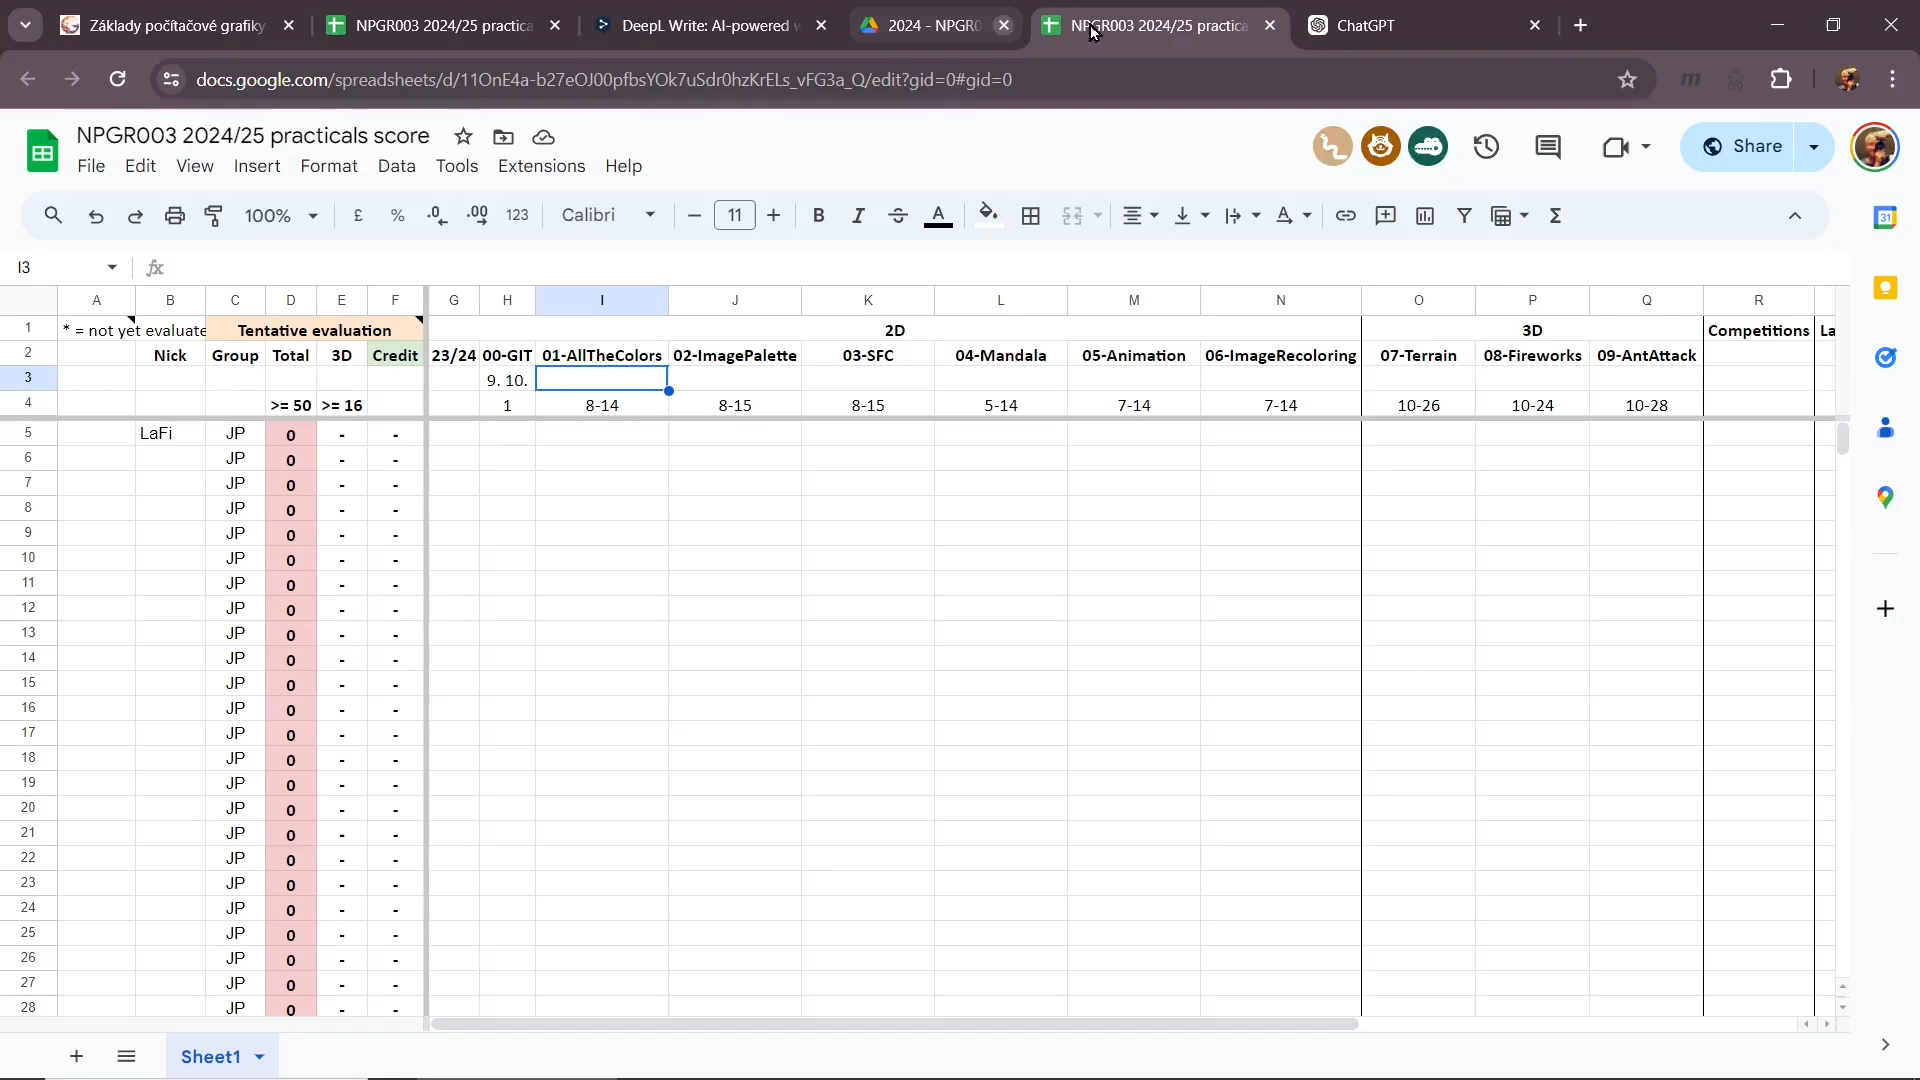 Základy počítačové grafiky
NPGR003 2024/25 practica
DeepL Write: AI-powered
2024 - NPGR0
NPGR003 2024/25 practica
ChatGPT
docs.google.com/spreadsheets/d/11OnE4a-b27eOJ00pfbsYOk7uSdr0hzKrELs_vFG3a_Q/edit?gid=0#gid=0
NPGR003 2024/25 practicals score
File Edit View Insert Format Data Tools Extensions Help
Share
100% £ % .0 .00 123 Calibri 11 B I A
31
I3 fx
A B C D E F G H I J K L M N O P Q R
1 * = not yet evaluate Tentative evaluation 2D 3D Competitions La
2 Nick Group Total 3D Credit 23/24 00-GIT 01-AllTheColors 02-ImagePalette 03-SFC 04-Mandala 05-Animation 06-ImageRecoloring 07-Terrain 08-Fireworks 09-AntAttack
3 9. 10.
4 >= 50 >= 16 1 8-14 8-15 8-15 5-14 7-14 7-14 10-26 10-24 10-28
5 LaFi JP 0 - -
6 JP 0 - -
7 JP 0 - -
8 JP 0 - -
9 JP 0 - -
10 JP 0 - -
11 JP 0 - -
12 JP 0 - -
13 JP 0 - -
14 JP 0 - -
15 JP 0 - -
16 JP 0 - -
17 JP 0 - -
18 JP 0 - -
19 JP 0 - -
20 JP 0 - -
21 JP 0 - -
22 JP 0 - -
23 JP 0 - -
24 JP 0 - -
25 JP 0 - -
26 JP 0 - -
27 JP 0 - -
28 JP 0 - -
Sheet1